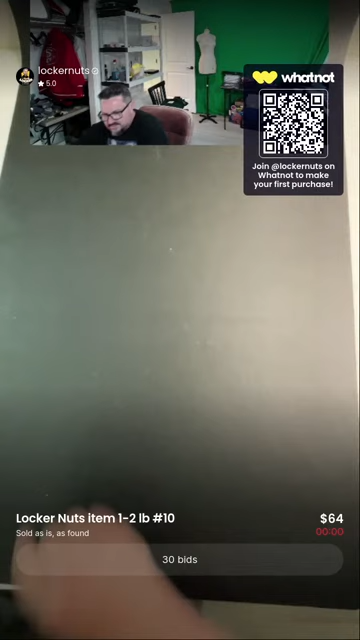 lockernuts
5.0
whatnot
Join @lockernuts on
Whatnot to make
your first purchase!
Locker Nuts item 1-2 lb #10
$64
Sold as is, as found
00:00
30 bids